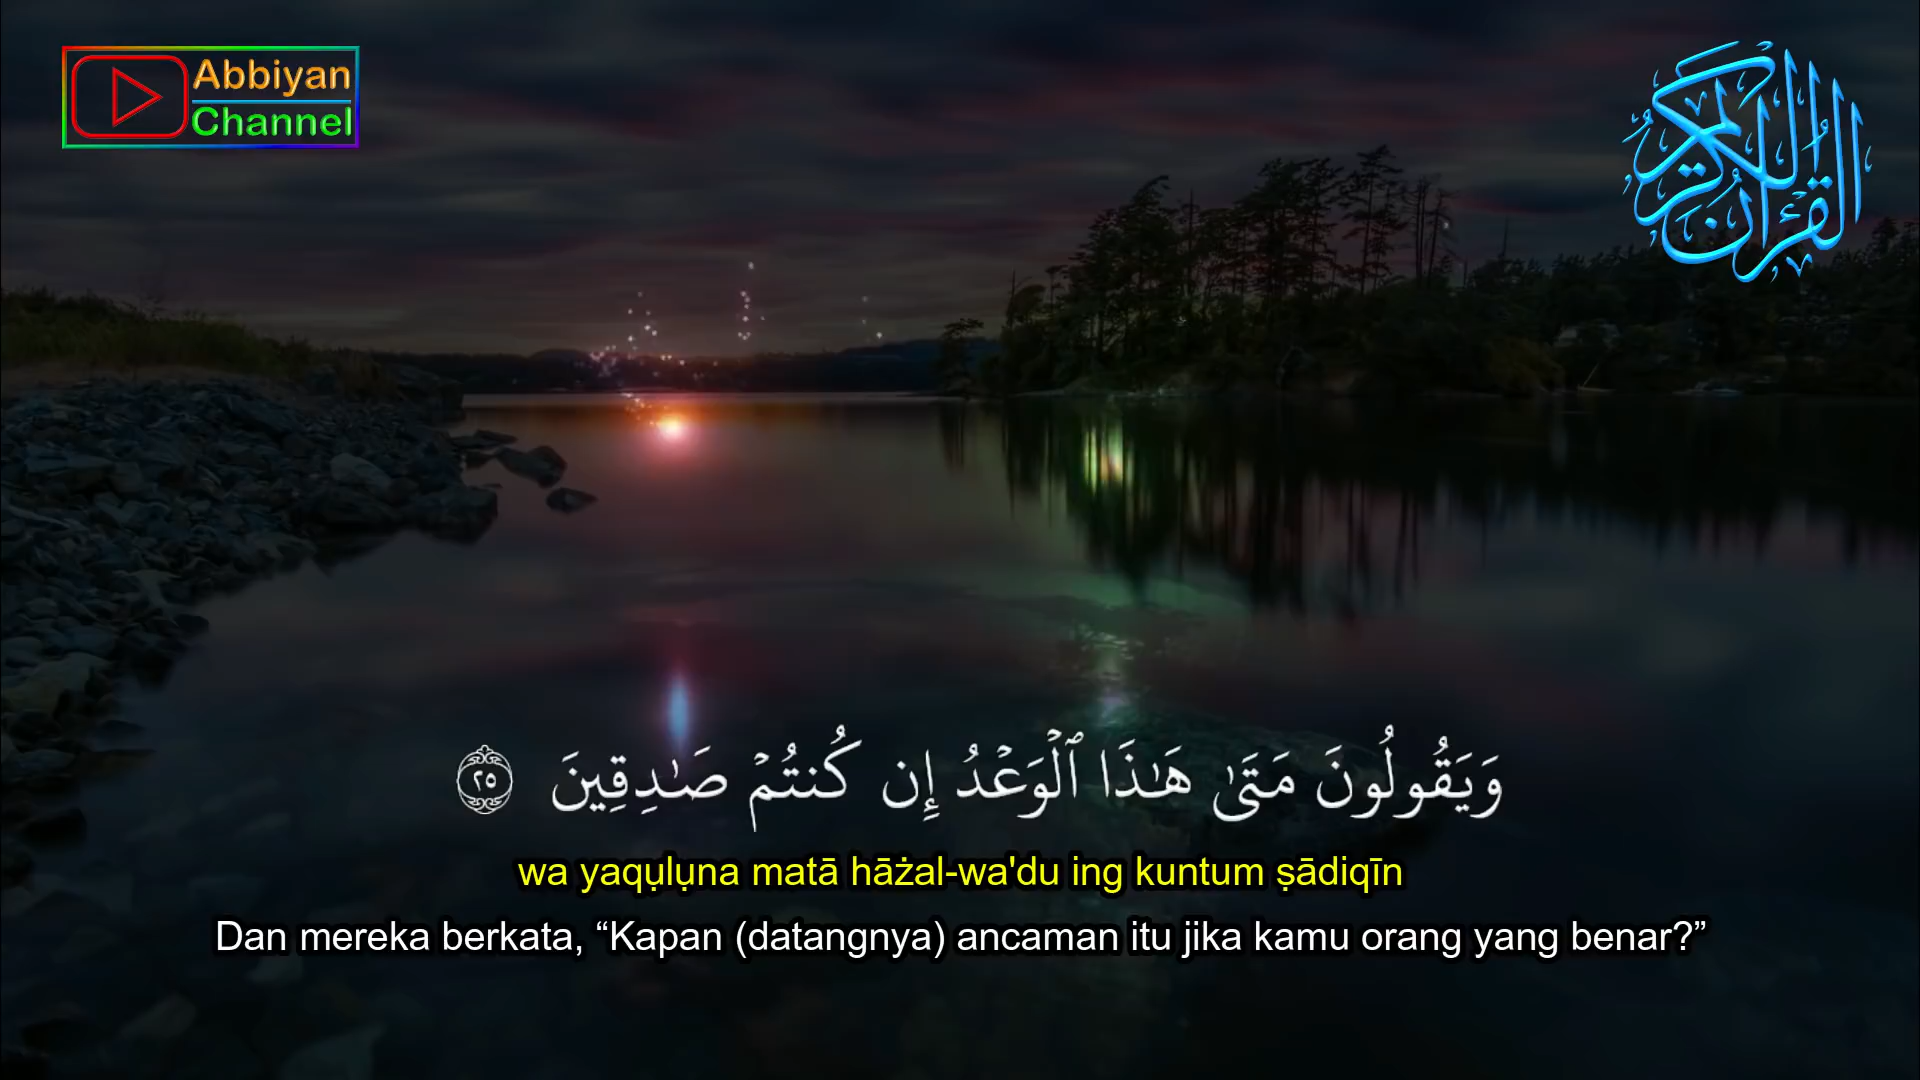 Abbiyan
Channel
القرآن الكريم
وَيَقُولُونَ مَتَىٰ هَـٰذَا ٱلْوَعْدُ إِن كُنتُمْ صَـٰدِقِينَ ٢٥
wa yaqụlụna matā hāżal-wa'du ing kuntum ṣādiqīn
Dan mereka berkata, “Kapan (datangnya) ancaman itu jika kamu orang yang benar?”